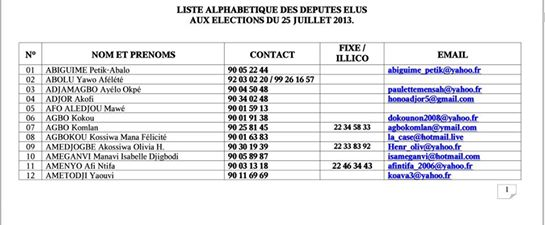 LISTE ALPHABETIQUE DES DEPUTES ELUS
AUX ELECTIONS DU 25 JUILLET 2013.
N° NOM ET PRENOMS CONTACT FIXE / ILLICO EMAIL
01 ABIGUIME Petik-Abalo 90 05 22 44 abiguime_petik@yahoo.fr
02 ABOLU Yawo Afélété 92 03 02 20 / 99 26 16 57
03 ADJAMAGBO Ayélo Okpé 90 04 50 48 paulettemensah@yahoo.fr
04 ADJOR Akofi 90 34 02 48 honoadjor5@gmail.com
05 AFO ALEDJOU Mawé 90 01 59 13
06 AGBO Kokou 90 01 91 38 dokounon2008@yahoo.fr
07 AGBO Komlan 90 25 81 45 22 34 58 33 agbokomlan@ymail.com
08 AGBOKOU Kossiwa Mana Félicité 90 01 63 83 la_case@hotmail.live
09 AMEDJOGBE Akossiwa Olivia H. 90 30 19 39 22 33 83 92 Henr_oliv@yahoo.fr
10 AMEGANVI Manavi Isabelle Djigbodi 90 05 89 87 isameganvi@hotmail.com
11 AMENYO Afi Ntifa 90 03 13 18 22 46 34 43 afintifa_2006@yahoo.fr
12 AMETODJI Yaouvi 90 11 69 69 koava3@yahoo.fr
1